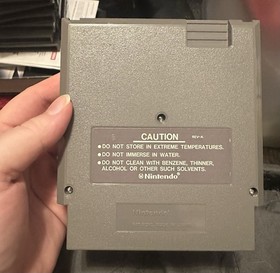 CAUTION REV-A
•DO NOT STORE IN EXTREME TEMPERATURES.
•DO NOT IMMERSE IN WATER.
•DO NOT CLEAN WITH BENZENE, THINNER,
ALCOHOL OR OTHER SUCH SOLVENTS.
Nintendo®